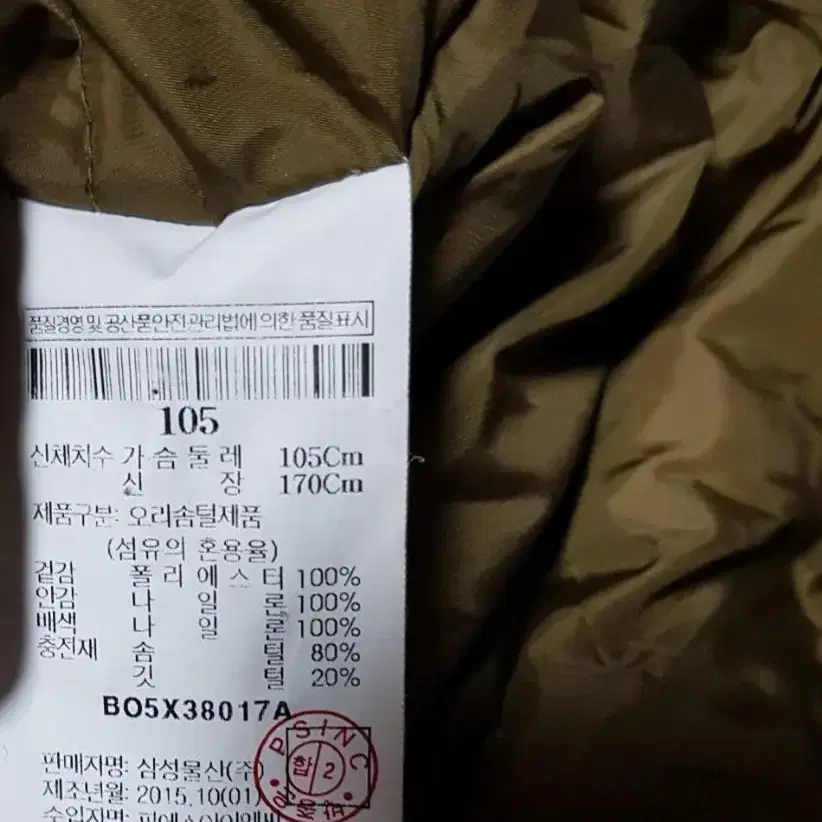 품질경영 및 공산품안전관리법에 의한 품질표시
105
신체치수 가 슴 둘 레 105Cm
신 장 170Cm
제품구분: 오리솜털제품
(섬유의 혼용율)
겉감 폴 리 에 스 터 100%
안감 나 일 론 100%
배색 나 일 론 100%
충전재 솜 털 80%
깃 털 20%
BO5X38017A
PSINC
합 2
판매자명: 삼성물산(주)
제조년월: 2015.10(01)
수입자명: